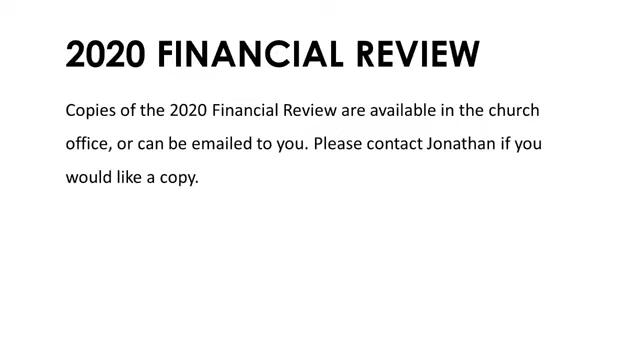 2020 FINANCIAL REVIEW
Copies of the 2020 Financial Review are available in the church
office, or can be emailed to you. Please contact Jonathan if you
would like a copy.